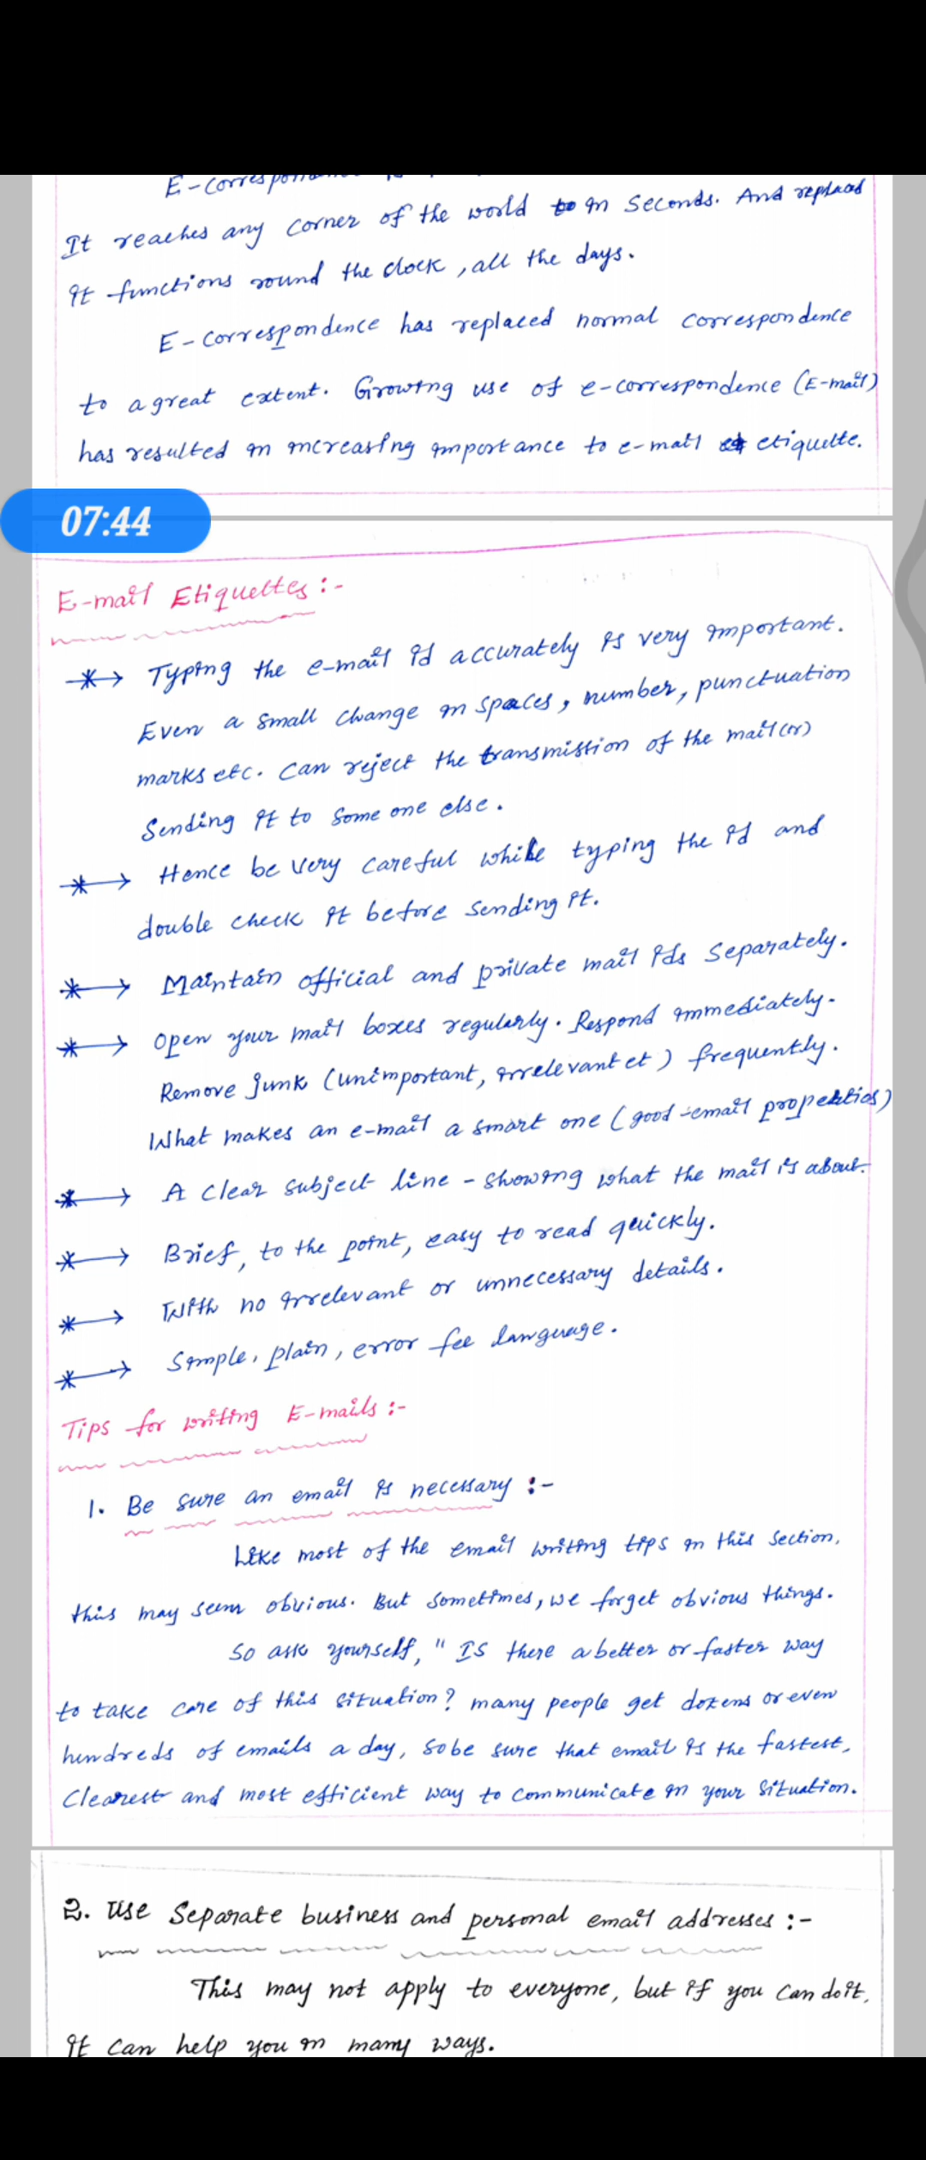 E-Correspondence
It reaches any corner of the world to in seconds. And replaced
it functions round the clock, all the days.
E-Correspondence has replaced normal correspondence
to a great extent. Growing use of e-correspondence (E-mail)
has resulted in increasing importance to e-mail et etiquette.
07:44
E-mail Etiquettes :-
Typing the e-mail id accurately is very important.
Even a small change in spaces, number, punctuation
marks etc. can reject the transmission of the mail (or)
Sending it to some one else.
Hence be very careful while typing the id and
double check it before sending it.
Maintain official and private mail ids separately.
Open your mail boxes regularly. Respond immediately.
Remove junk (unimportant, irrelevant et) frequently.
What makes an e-mail a smart one (good-email properties)
A clear subject line - showing what the mail is about.
Brief, to the point, easy to read quickly.
With no irrelevant or unnecessary details.
Simple, plain, error fee language.
Tips for writing E-mails :-
1. Be sure an email is necessary :-
Like most of the email writing tips in this section,
this may seem obvious. But sometimes, we forget obvious things.
So ask yourself, " Is there a better or faster way
to take care of this situation? many people get dozens or even
hundreds of emails a day, so be sure that email is the fastest,
Clearest and most efficient way to communicate in your situation.
2. Use Separate business and personal email addresses :-
This may not apply to everyone, but if you can do it,
it can help you in many ways.